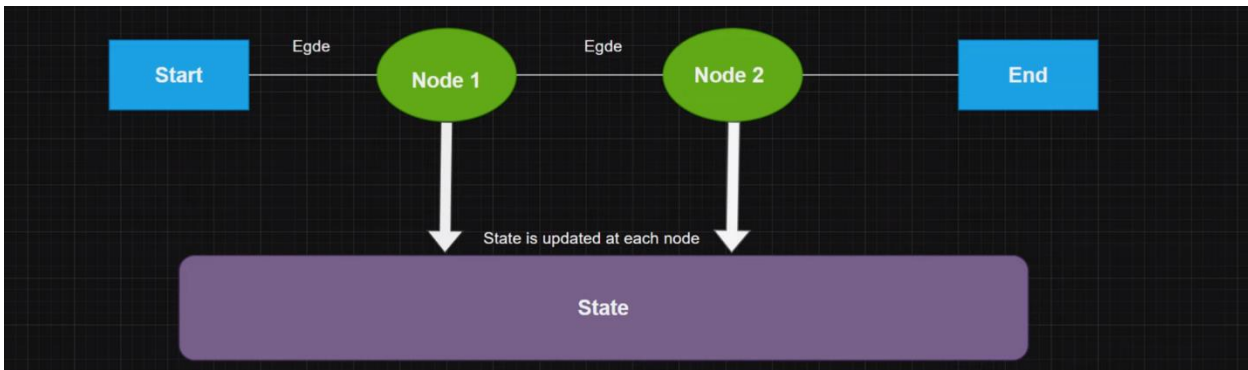 Egde
Egde
Start
Node 1
Node 2
End
State is updated at each node
State